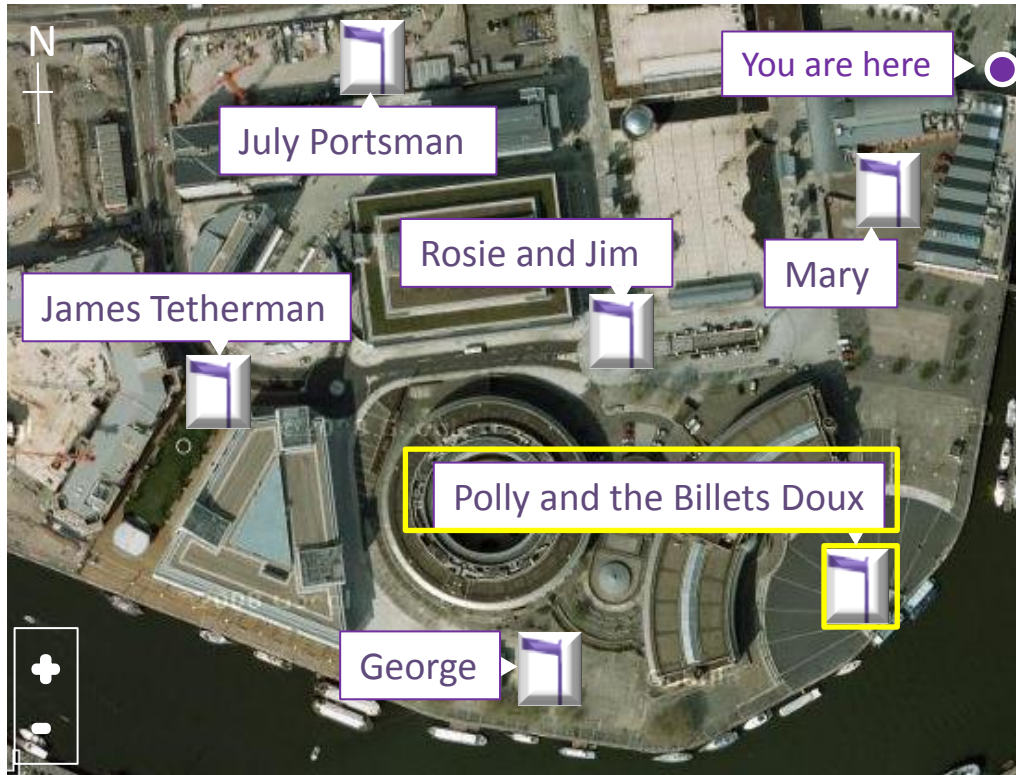 N
You are here
July Portsman
Rosie and Jim
Mary
James Tetherman
Polly and the Billets Doux
George